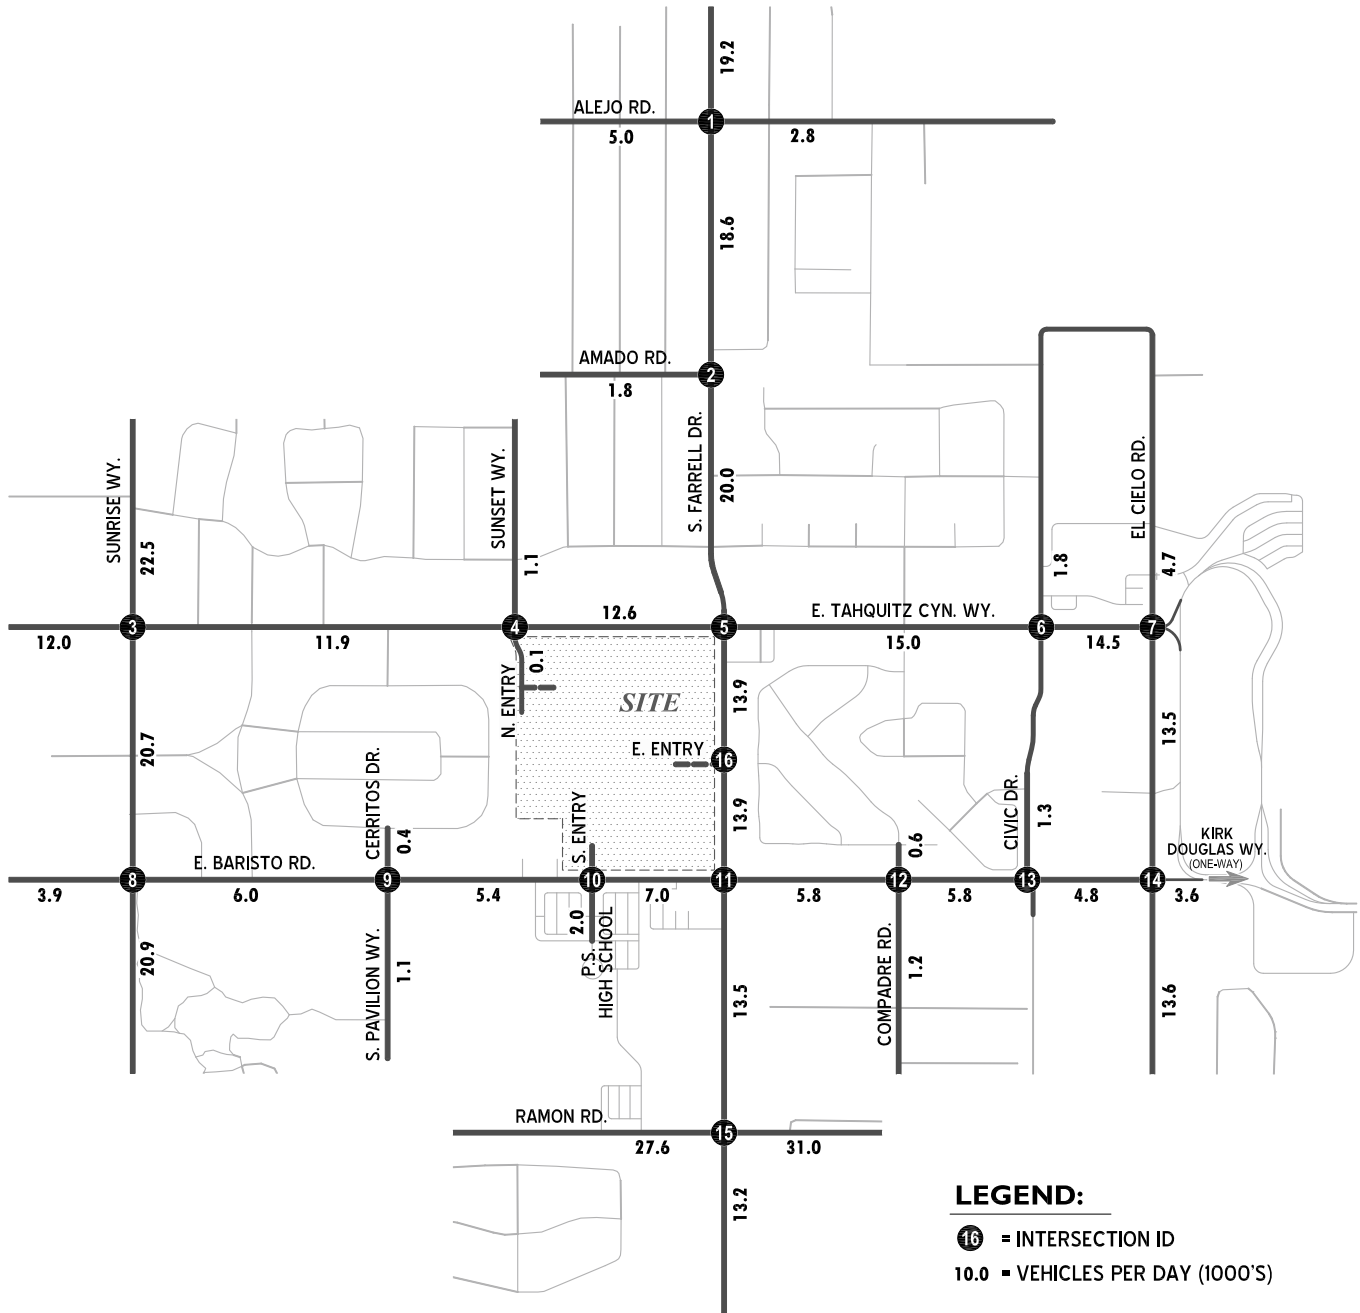 19.2
ALEJO RD.
1
5.0
2.8
18.6
AMADO RD.
2
1.8
S. FARRELL DR.
20.0
SUNRISE WY.
22.5
SUNSET WY.
1.1
EL CIELO RD.
1.8
4.7
12.6
E. TAHQUITZ CYN. WY.
3
4
5
6
7
12.0
11.9
15.0
14.5
0.1
N. ENTRY
SITE
13.9
20.7
E. ENTRY
16
13.5
CERRITOS DR.
0.4
S. ENTRY
13.9
0.6
CIVIC DR.
1.3
KIRK
DOUGLAS WY.
(ONE-WAY)
E. BARISTO RD.
8
9
10
11
12
13
14
3.9
6.0
5.4
7.0
5.8
5.8
4.8
3.6
20.9
S. PAVILION WY.
1.1
2.0
P.S.
HIGH SCHOOL
13.5
COMPADRE RD.
1.2
13.6
RAMON RD.
15
27.6
31.0
13.2
LEGEND:
16 = INTERSECTION ID
10.0 = VEHICLES PER DAY (1000'S)